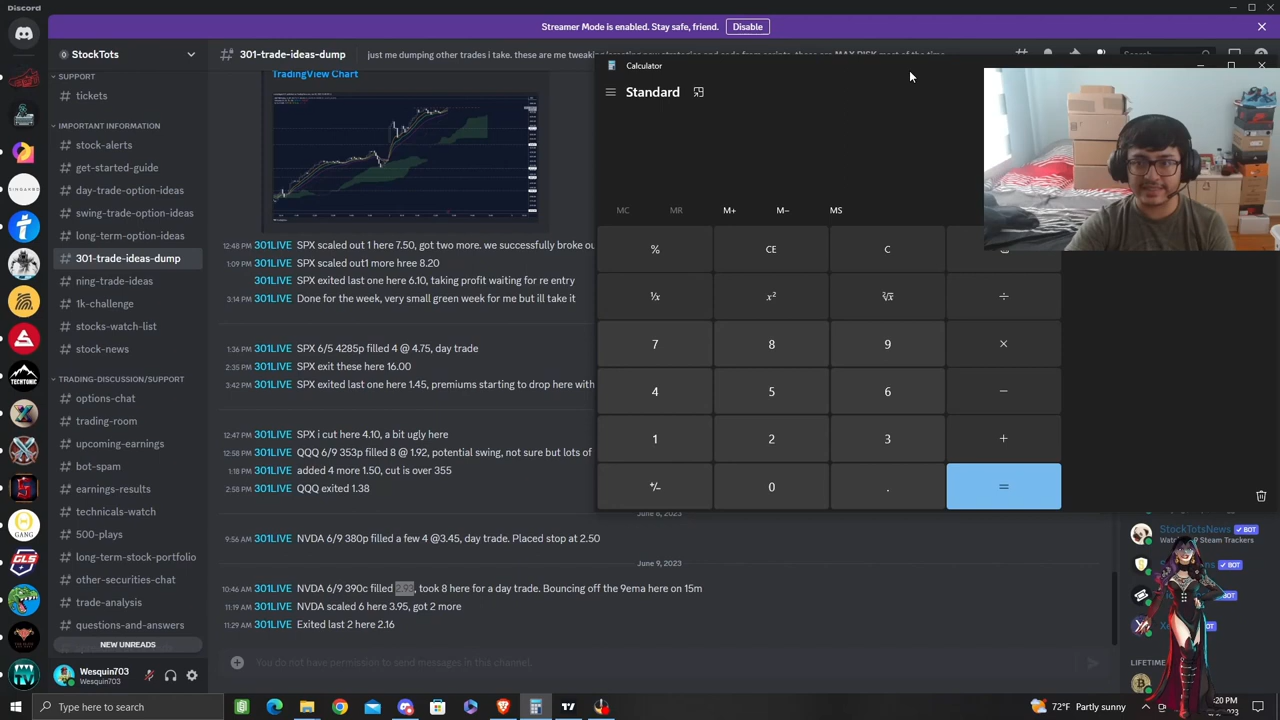 Discord
Streamer Mode is enabled. Stay safe, friend.
Disable
StockTots
301-trade-ideas-dump
SUPPORT
tickets
IMPORTANT INFORMATION
stock-alerts
get-started-guide
day-trade-option-ideas
swing-trade-option-ideas
long-term-option-ideas
301-trade-ideas-dump
ning-trade-ideas
1k-challenge
stocks-watch-list
stock-news
TRADING-DISCUSSION/SUPPORT
options-chat
trading-room
upcoming-earnings
bot-spam
earnings-results
technicals-watch
500-plays
long-term-stock-portfolio
other-securities-chat
trade-analysis
questions-and-answers
NEW UNREADS
Wesquin703
Wesquin703
TradingView Chart
12:48 PM 301LIVE SPX scaled out 1 here 7.50, got two more. we successfully broke ou
1:09 PM 301LIVE SPX scaled out1 more hree 8.20
301LIVE SPX exited last one here 6.10, taking profit waiting for re entry
3:14 PM 301LIVE Done for the week, very small green week for me but ill take it
1:36 PM 301LIVE SPX 6/5 4285p filled 4 @ 4.75, day trade
2:35 PM 301LIVE SPX exit these here 16.00
3:42 PM 301LIVE SPX exited last one here 1.45, premiums starting to drop here with
12:47 PM 301LIVE SPX i cut here 4.10, a bit ugly here
12:58 PM 301LIVE QQQ 6/9 353p filled 8 @ 1.92, potential swing, not sure but lots of
1:18 PM 301LIVE added 4 more 1.50, cut is over 355
2:58 PM 301LIVE QQQ exited 1.38
9:56 AM 301LIVE NVDA 6/9 380p filled a few 4 @3.45, day trade. Placed stop at 2.50
June 9, 2023
10:46 AM 301LIVE NVDA 6/9 390c filled 2.93, took 8 here for a day trade. Bouncing off the 9ema here on 15m
11:19 AM 301LIVE NVDA scaled 6 here 3.95, got 2 more
11:29 AM 301LIVE Exited last 2 here 2.16
You do not have permission to send messages in this channel.
Calculator
Standard
MC MR M+ M− MS
% CE C
¹/x x² ²√x ÷
7 8 9 ×
4 5 6 −
1 2 3 +
+/− 0 . =
StockTotsNews BOT
BOT
BOT
BOT
LIFETIME
RINGAROO
TECHTONIC
GANG
GLS
Type here to search
72°F Partly sunny